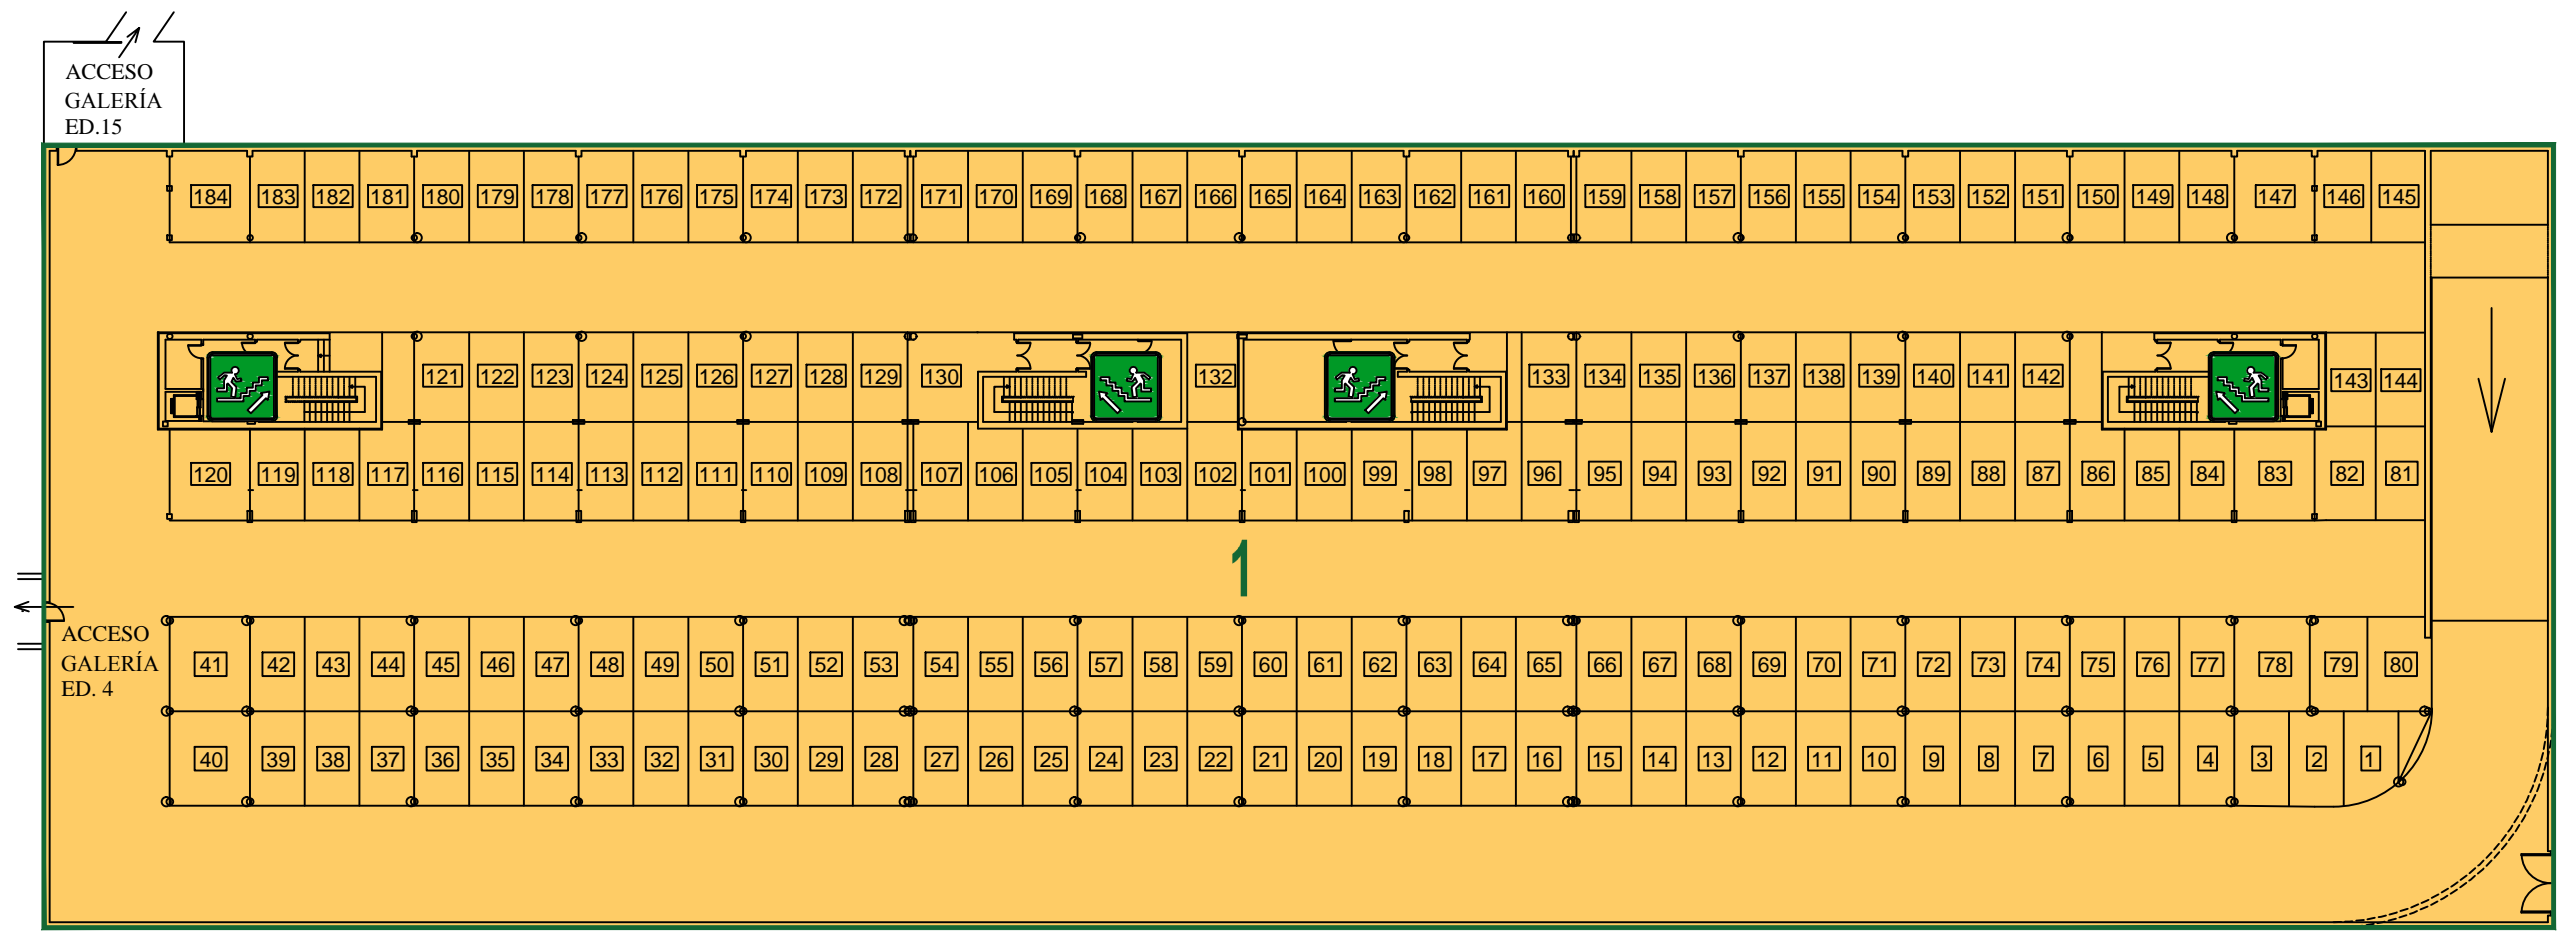 ACCESO
GALERÍA
ED.15
184 183 182 181 180 179 178 177 176 175 174 173 172 171 170 169 168 167 166 165 164 163 162 161 160 159 158 157 156 155 154 153 152 151 150 149 148 147 146 145
121 122 123 124 125 126 127 128 129 130 132 133 134 135 136 137 138 139 140 141 142 143 144
120 119 118 117 116 115 114 113 112 111 110 109 108 107 106 105 104 103 102 101 100 99 98 97 96 95 94 93 92 91 90 89 88 87 86 85 84 83 82 81
1
ACCESO
GALERÍA
ED. 4
41 42 43 44 45 46 47 48 49 50 51 52 53 54 55 56 57 58 59 60 61 62 63 64 65 66 67 68 69 70 71 72 73 74 75 76 77 78 79 80
40 39 38 37 36 35 34 33 32 31 30 29 28 27 26 25 24 23 22 21 20 19 18 17 16 15 14 13 12 11 10 9 8 7 6 5 4 3 2 1